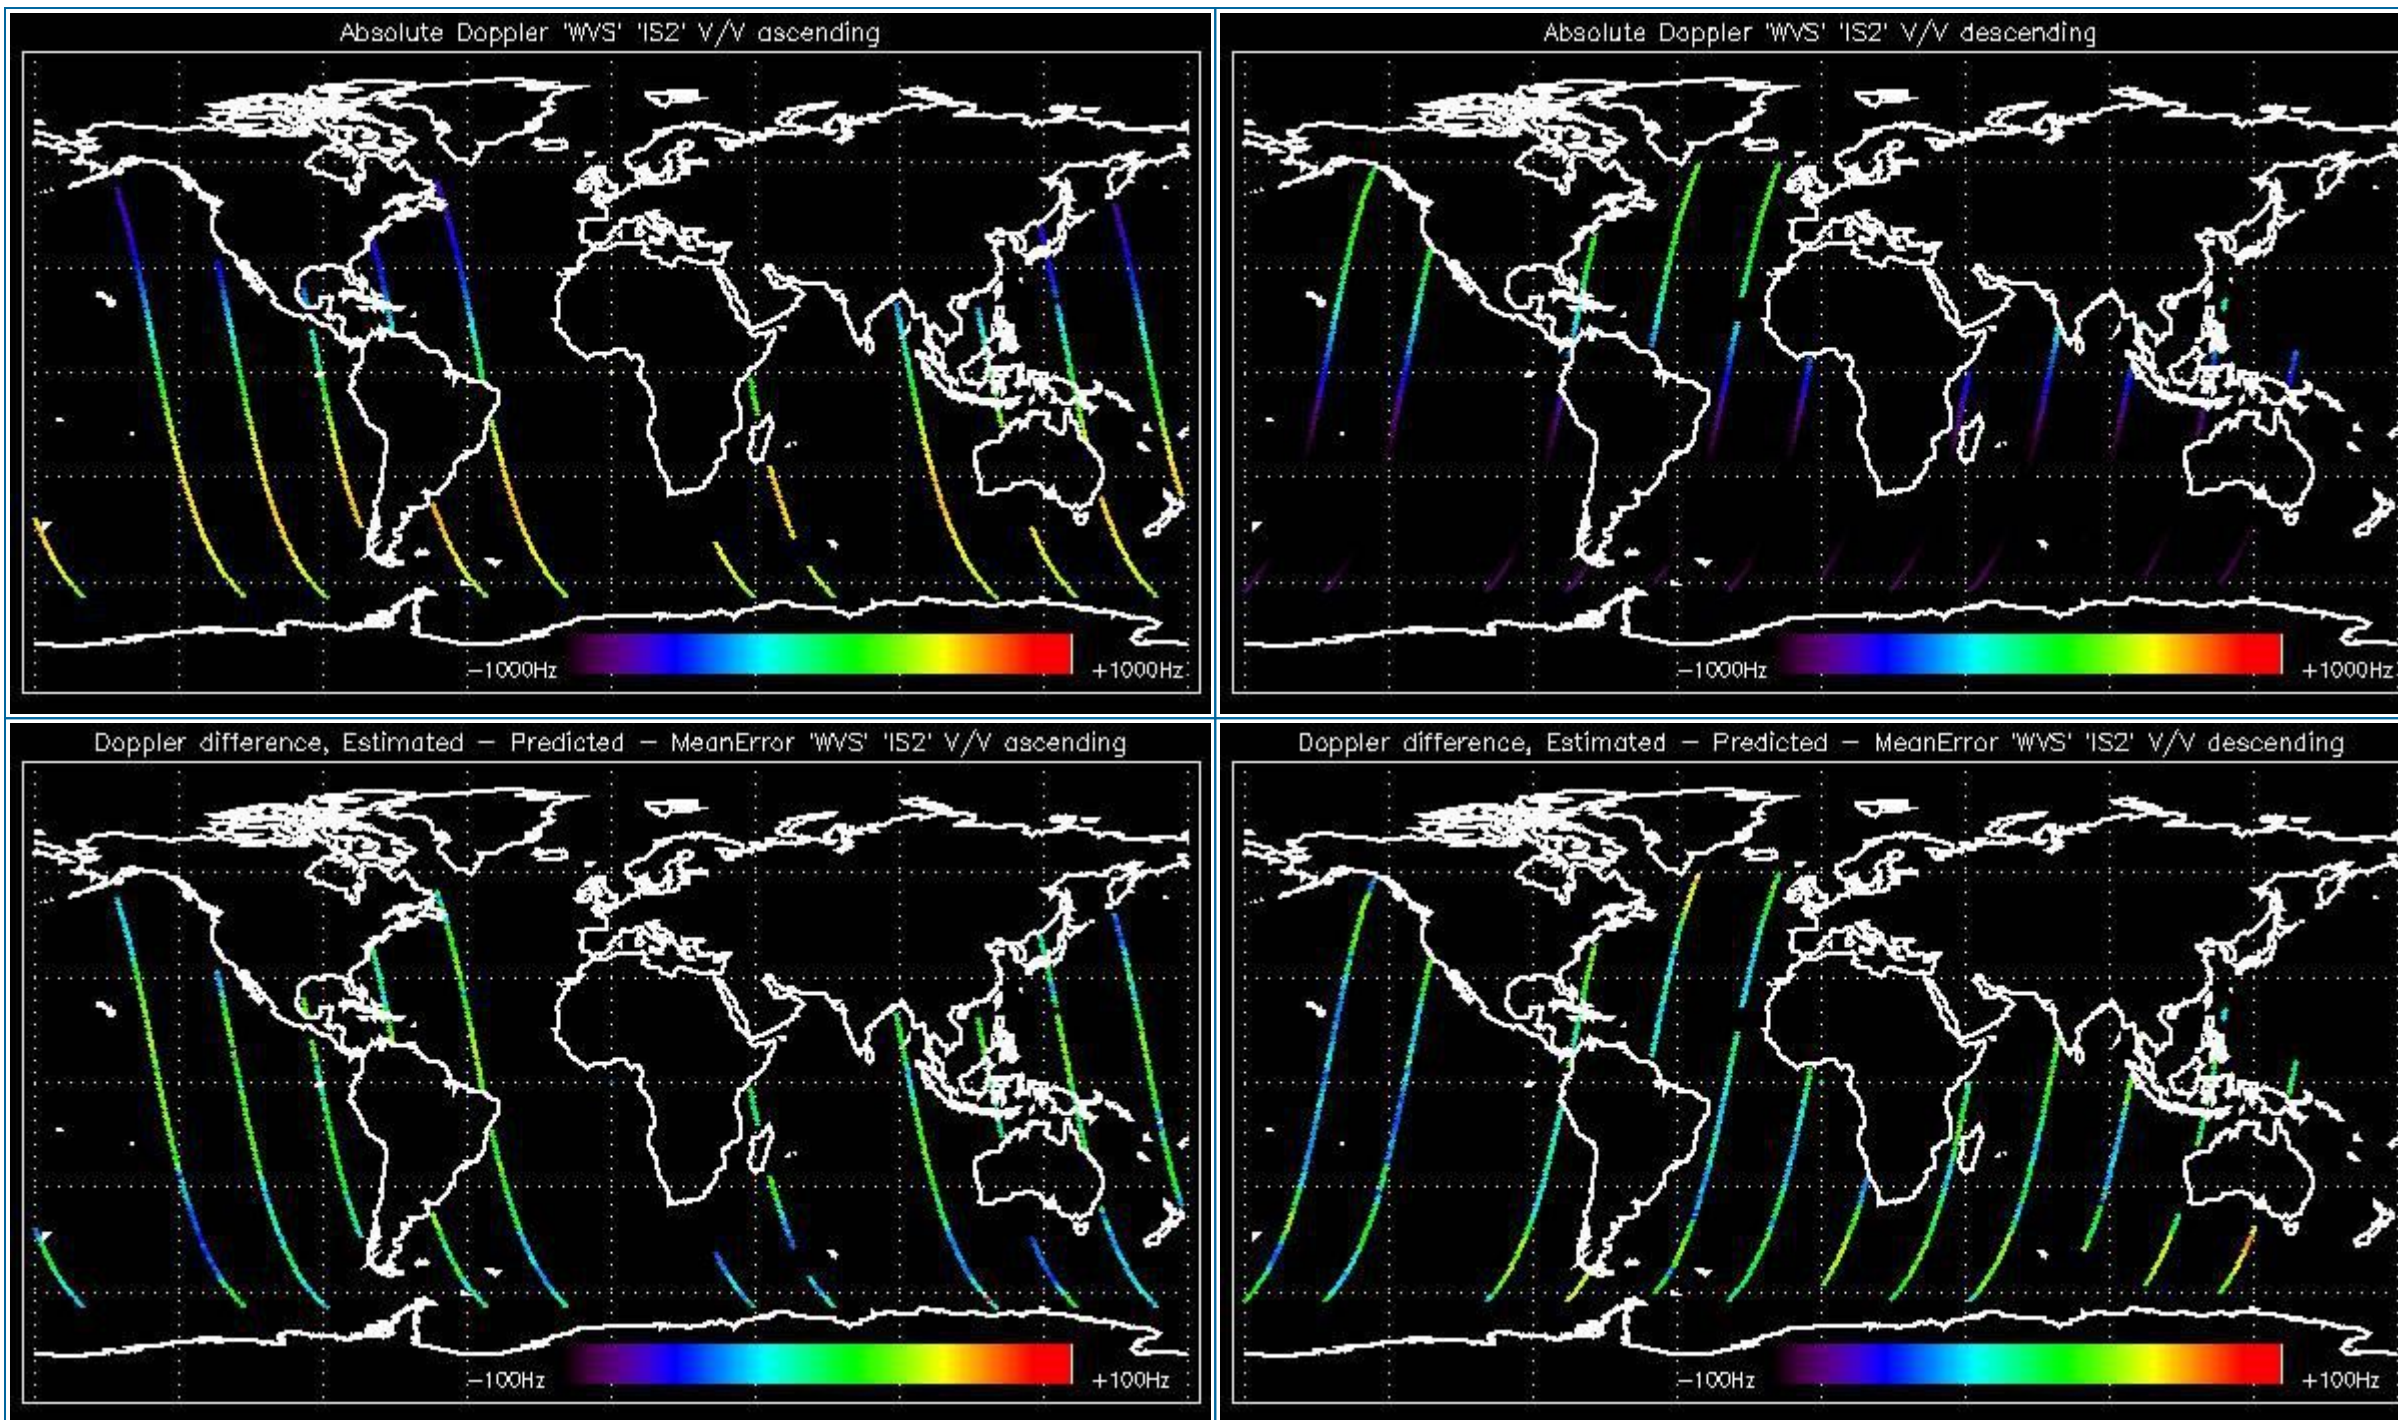 Absolute Doppler 'WVS' 'IS2' V/V ascending
-1000Hz
+1000Hz
Absolute Doppler 'WVS' 'IS2' V/V descending
-1000Hz
+1000Hz
Doppler difference, Estimated - Predicted - MeanError 'WVS' 'IS2' V/V ascending
-100Hz
+100Hz
Doppler difference, Estimated - Predicted - MeanError 'WVS' 'IS2' V/V descending
-100Hz
+100Hz